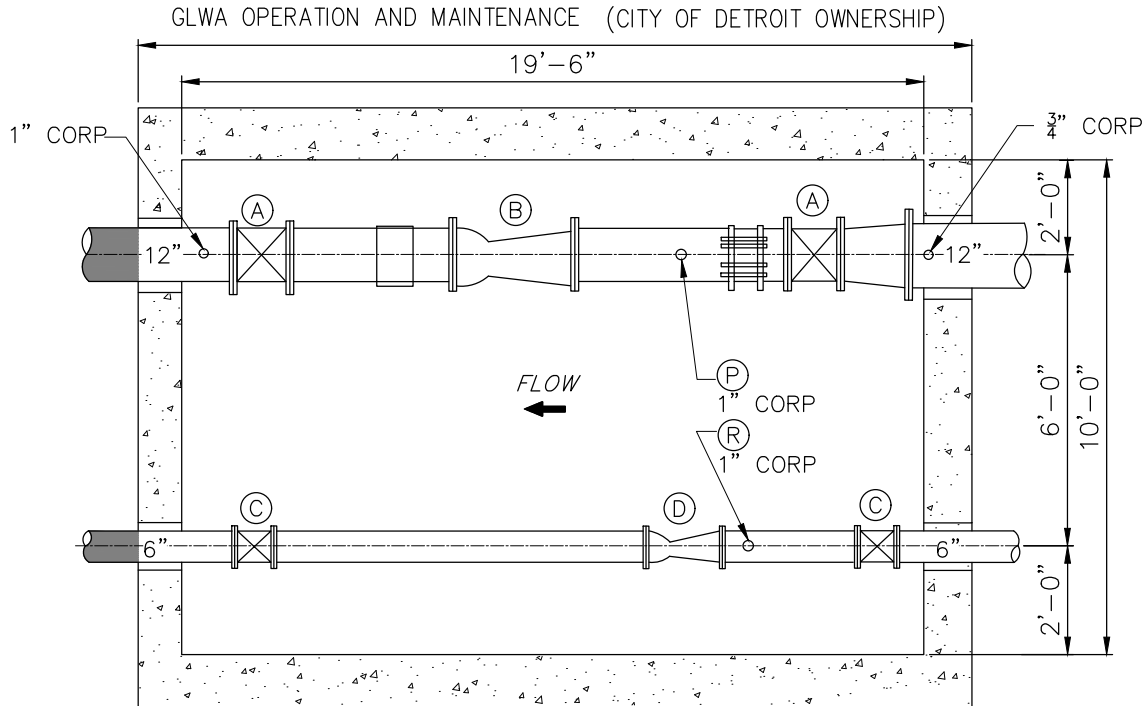 GLWA OPERATION AND MAINTENANCE (CITY OF DETROIT OWNERSHIP)
19'-6"
1" CORP
3/4" CORP
A
B
A
2'-0"
12"
12"
P
1" CORP
FLOW
6'-0"
10'-0"
R
1" CORP
C
D
C
6"
6"
2'-0"